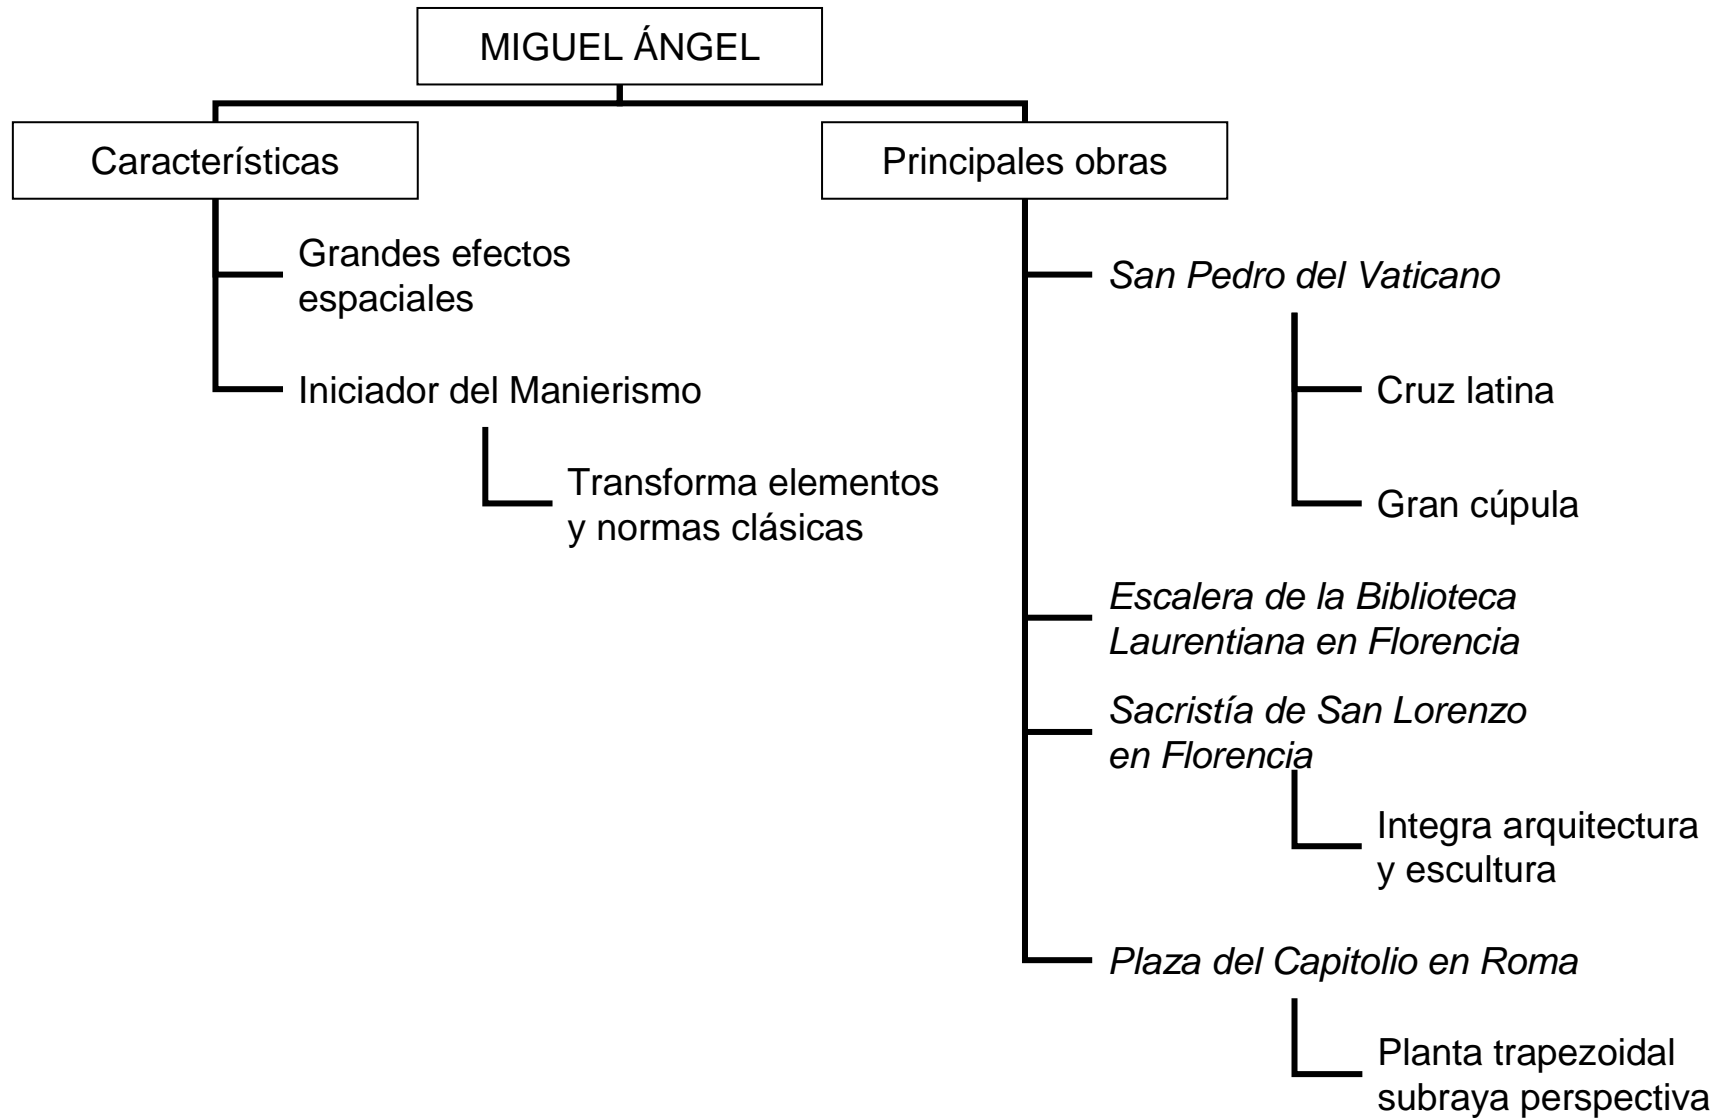 MIGUEL ÁNGEL
Características
Grandes efectos
espaciales
Iniciador del Manierismo
Transforma elementos
y normas clásicas
Principales obras
San Pedro del Vaticano
Cruz latina
Gran cúpula
Escalera de la Biblioteca
Laurentiana en Florencia
Sacristía de San Lorenzo
en Florencia
Integra arquitectura
y escultura
Plaza del Capitolio en Roma
Planta trapezoidal
subraya perspectiva